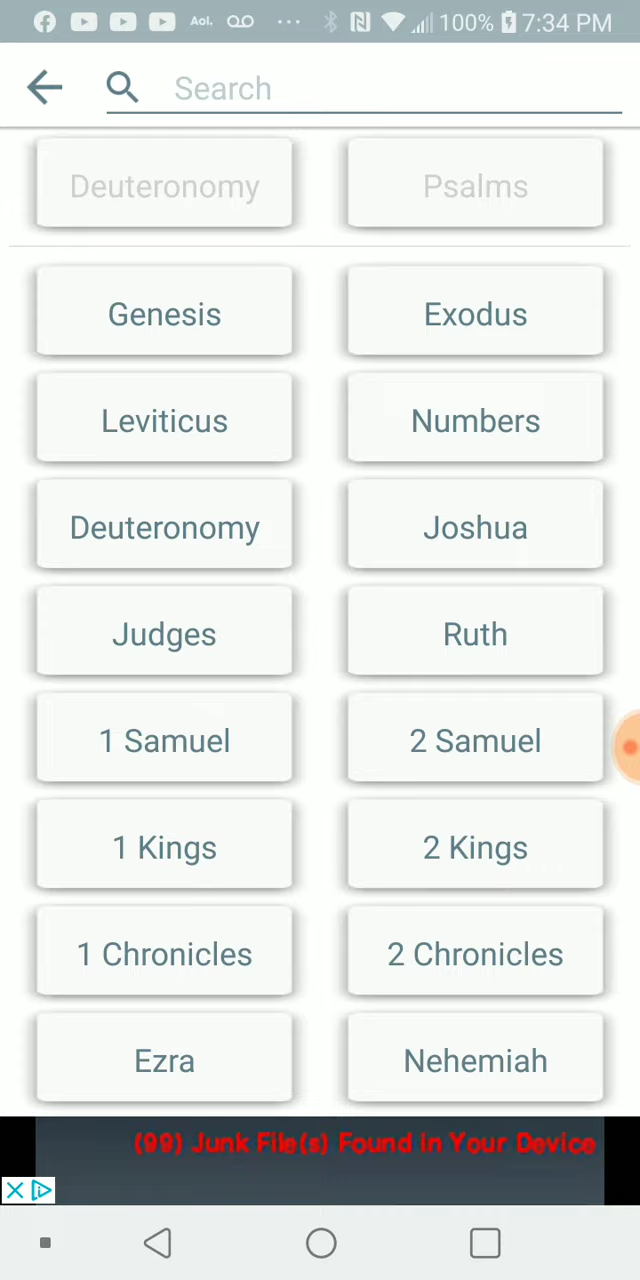 Aol. 100% 7:34 PM
Search
Deuteronomy Psalms
Genesis Exodus
Leviticus Numbers
Deuteronomy Joshua
Judges Ruth
1 Samuel 2 Samuel
1 Kings 2 Kings
1 Chronicles 2 Chronicles
Ezra Nehemiah
(99) Junk File(s) Found in Your Device